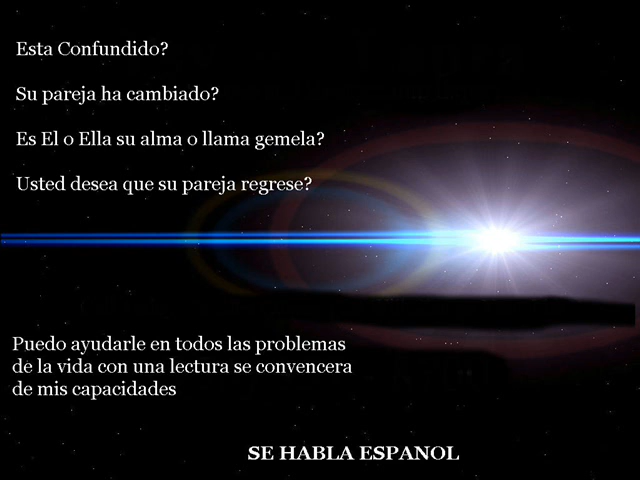 Esta Confundido?
Su pareja ha cambiado?
Es El o Ella su alma o llama gemela?
Usted desea que su pareja regrese?
Puedo ayudarle en todos las problemas
de la vida con una lectura se convencera
de mis capacidades
SE HABLA ESPANOL